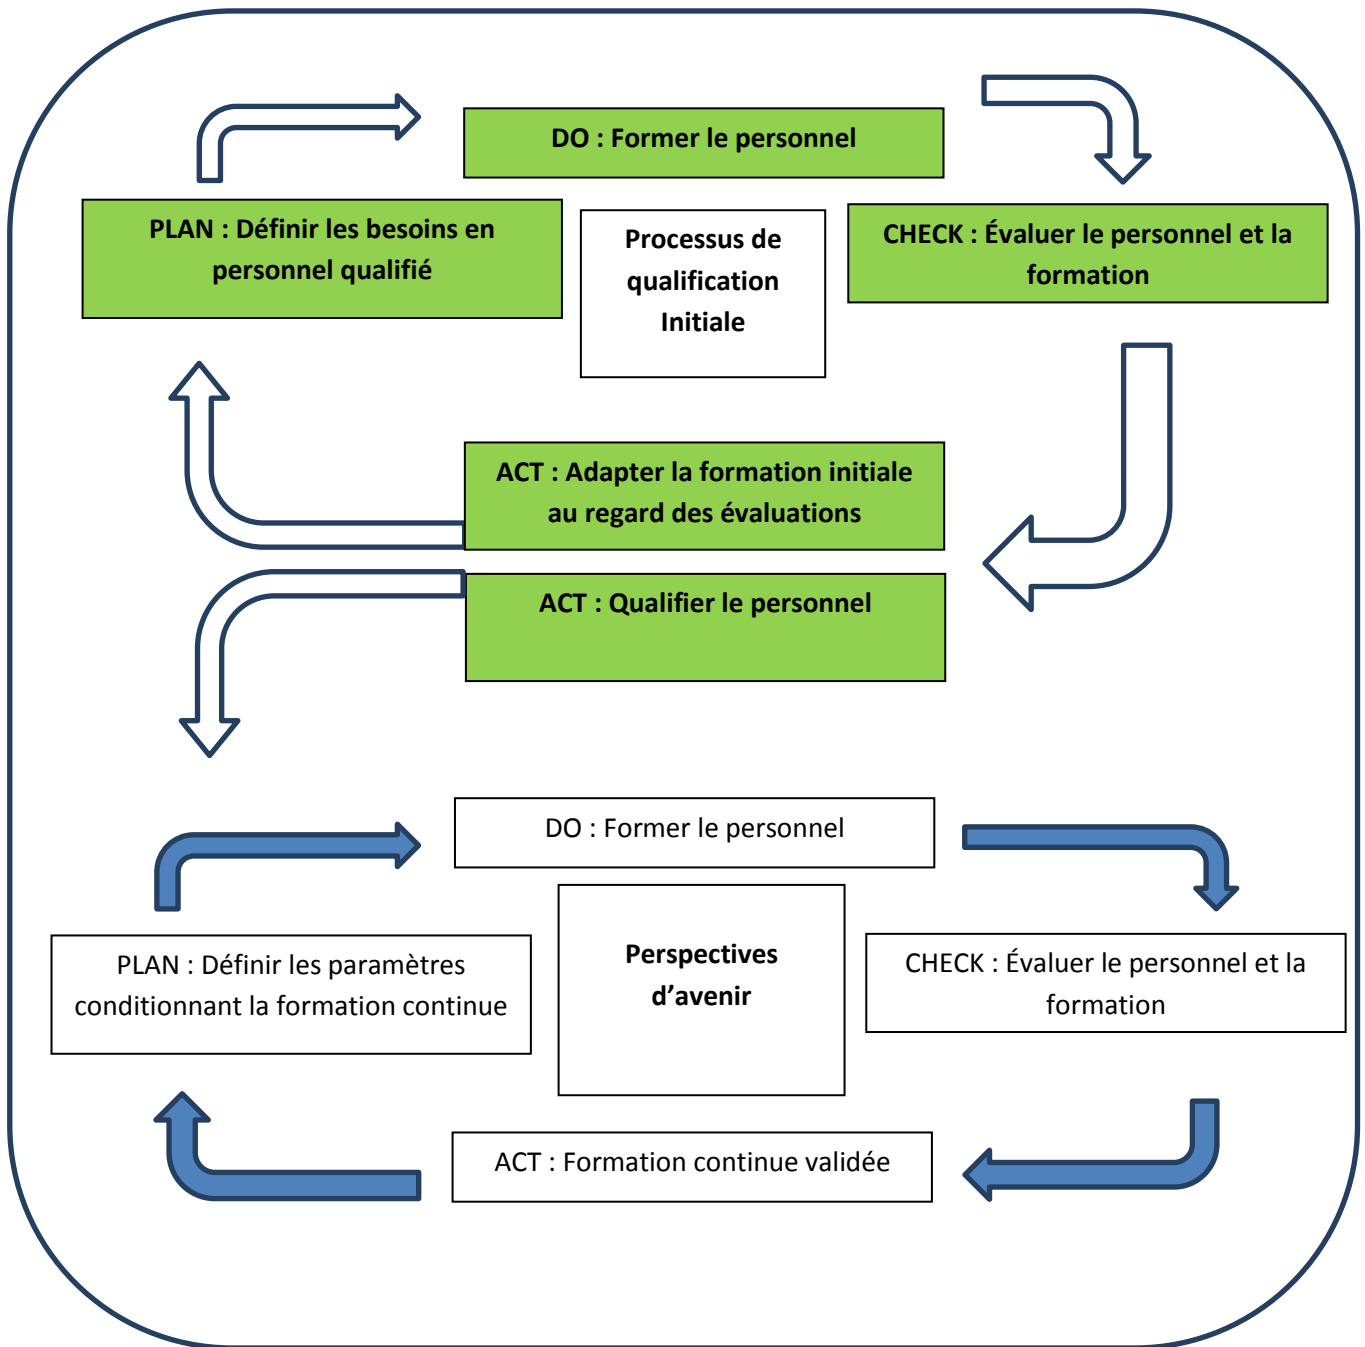 DO : Former le personnel
PLAN : Définir les besoins en
personnel qualifié
Processus de
qualification
Initiale
CHECK : Évaluer le personnel et la
formation
ACT : Adapter la formation initiale
au regard des évaluations
ACT : Qualifier le personnel
DO : Former le personnel
PLAN : Définir les paramètres
conditionnant la formation continue
Perspectives
d’avenir
CHECK : Évaluer le personnel et la
formation
ACT : Formation continue validée